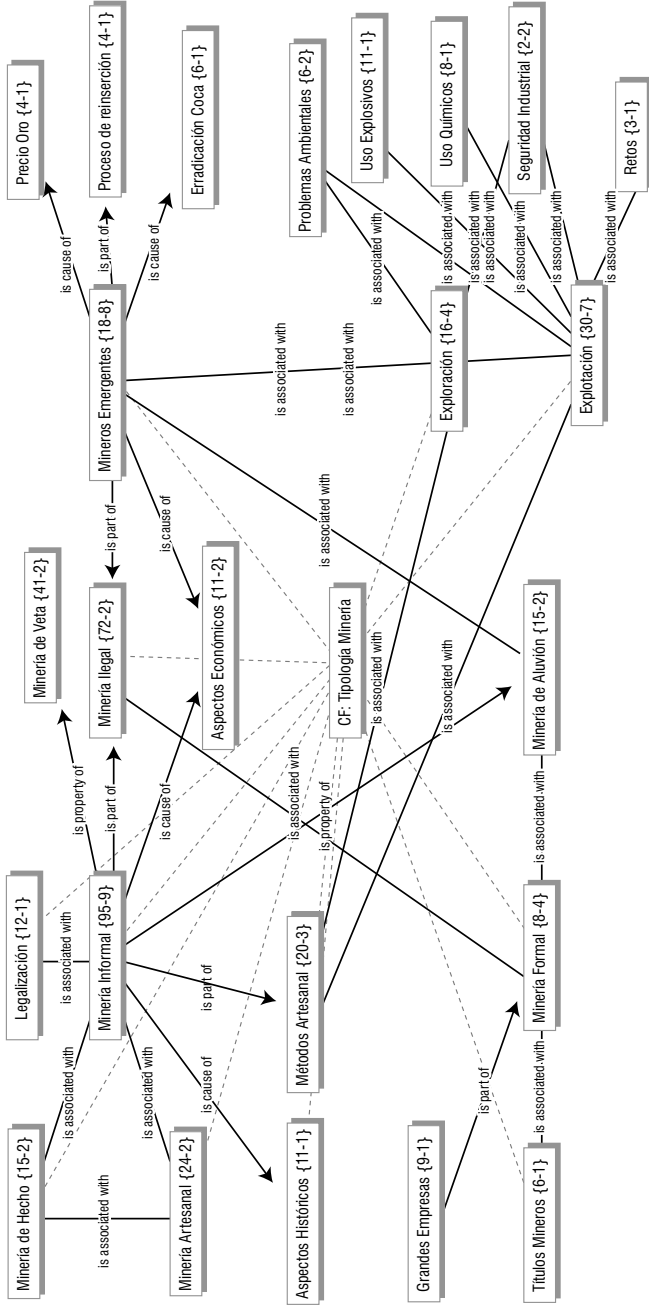 Minería de Hecho {15-2}
Legalización {12-1}
Minería de Veta {41-2}
Precio Oro {4-1}
Proceso de reinserción {4-1}
Erradicación Coca {6-1}
is associated with
is associated with
is property of
is cause of
is part of
is cause of
Minería Informal {95-9}
is part of
Minería Ilegal {72-2}
is part of
Mineros Emergentes {18-8}
is associated with
is associated with
is cause of
is cause of
Minería Artesanal {24-2}
Aspectos Económicos {11-2}
is cause of
is part of
is associated with
is property of
is associated with
is associated with
is associated with
Aspectos Históricos {11-1}
Métodos Artesanal {20-3}
CF: Tipología Minería
is associated with
is associated with
Problemas Ambientales {6-2}
Uso Explosivos {11-1}
Uso Químicos {8-1}
Seguridad Industrial {2-2}
Retos {3-1}
is associated with
is associated with
is associated with
is associated with
is associated with
is associated with
is associated with
Exploración {16-4}
Explotación {30-7}
Grandes Empresas {9-1}
is part of
Títulos Mineros {6-1}
is associated with
Minería Formal {8-4}
is associated with
Minería de Aluvión {15-2}